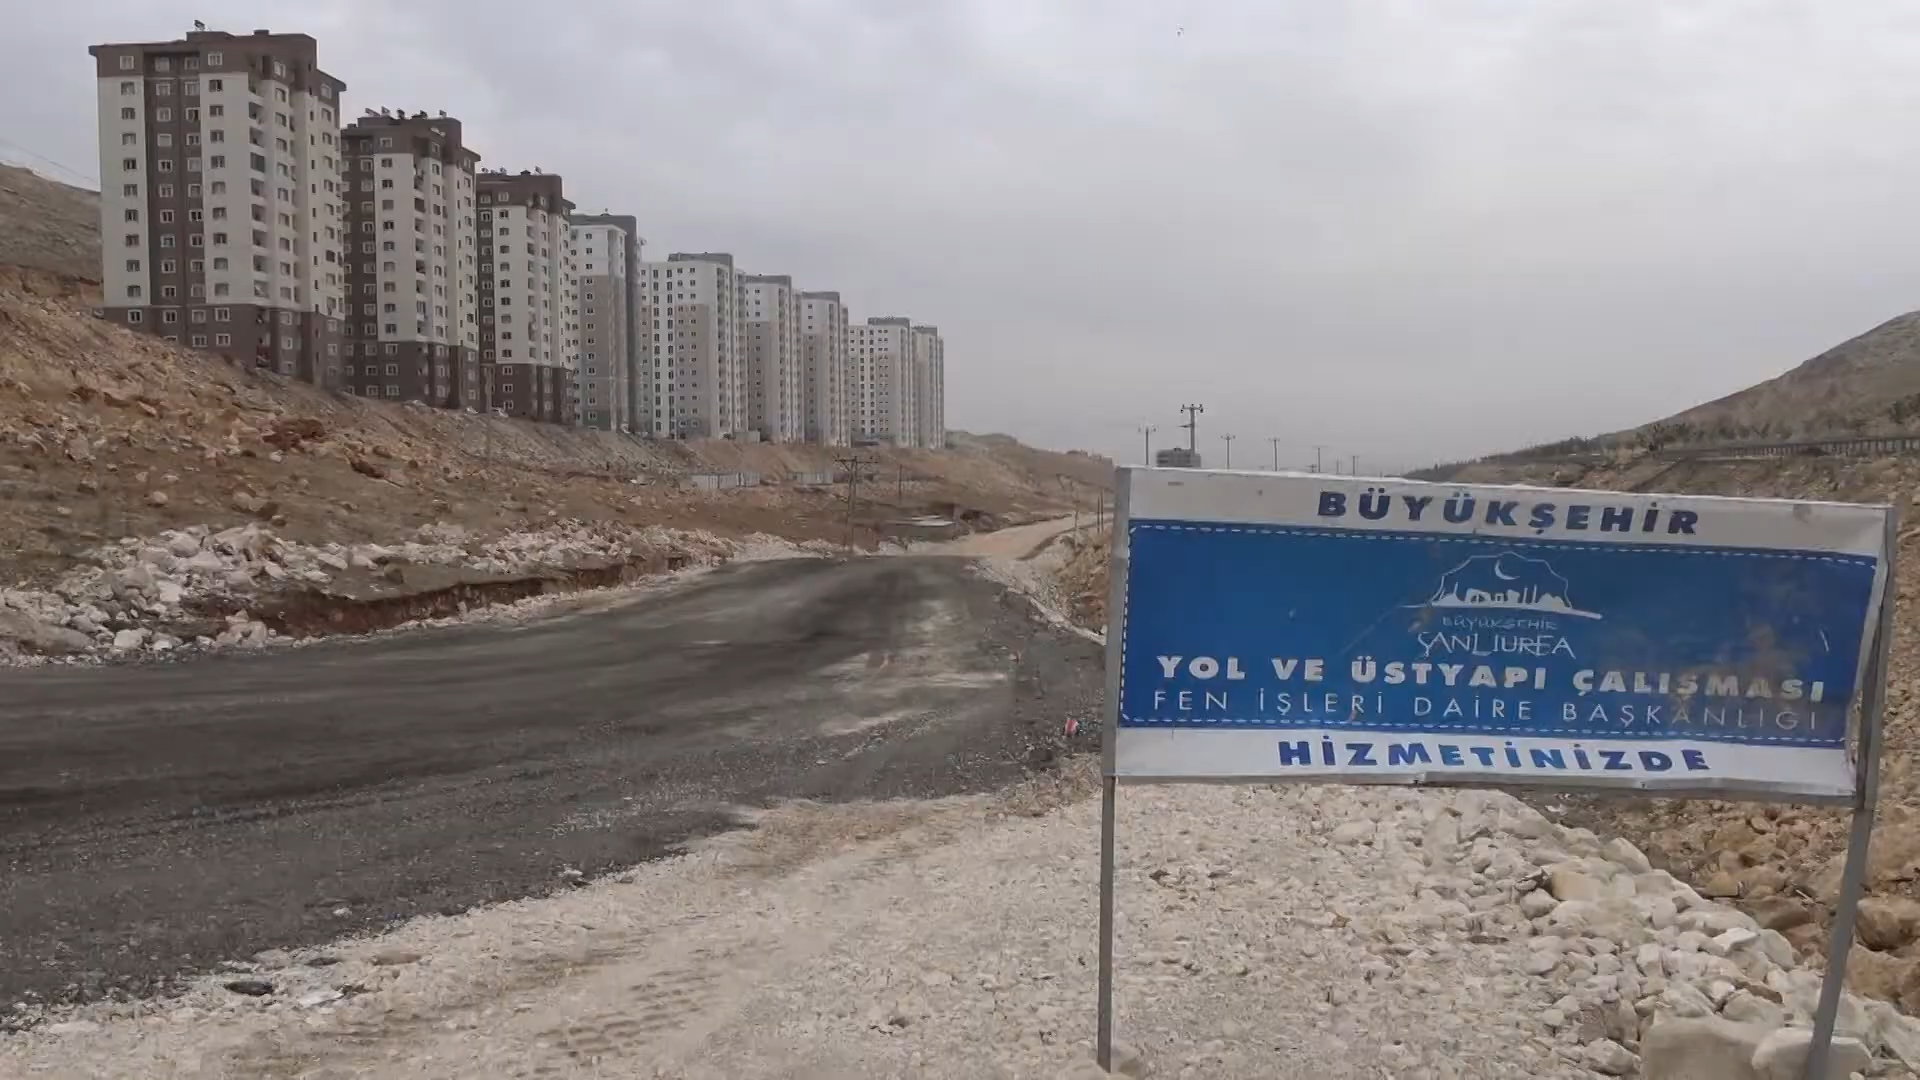 BÜYÜKŞEHİR
BÜYÜKŞEHİR
ŞANLIURFA
YOL VE ÜSTYAPI ÇALIŞMASI
FEN İŞLERİ DAİRE BAŞKANLIĞI
HİZMETİNİZDE